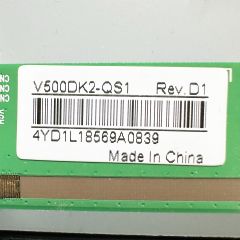 V500DK2-QS1 Rev.D1
4YD1L18569A0839
Made In China